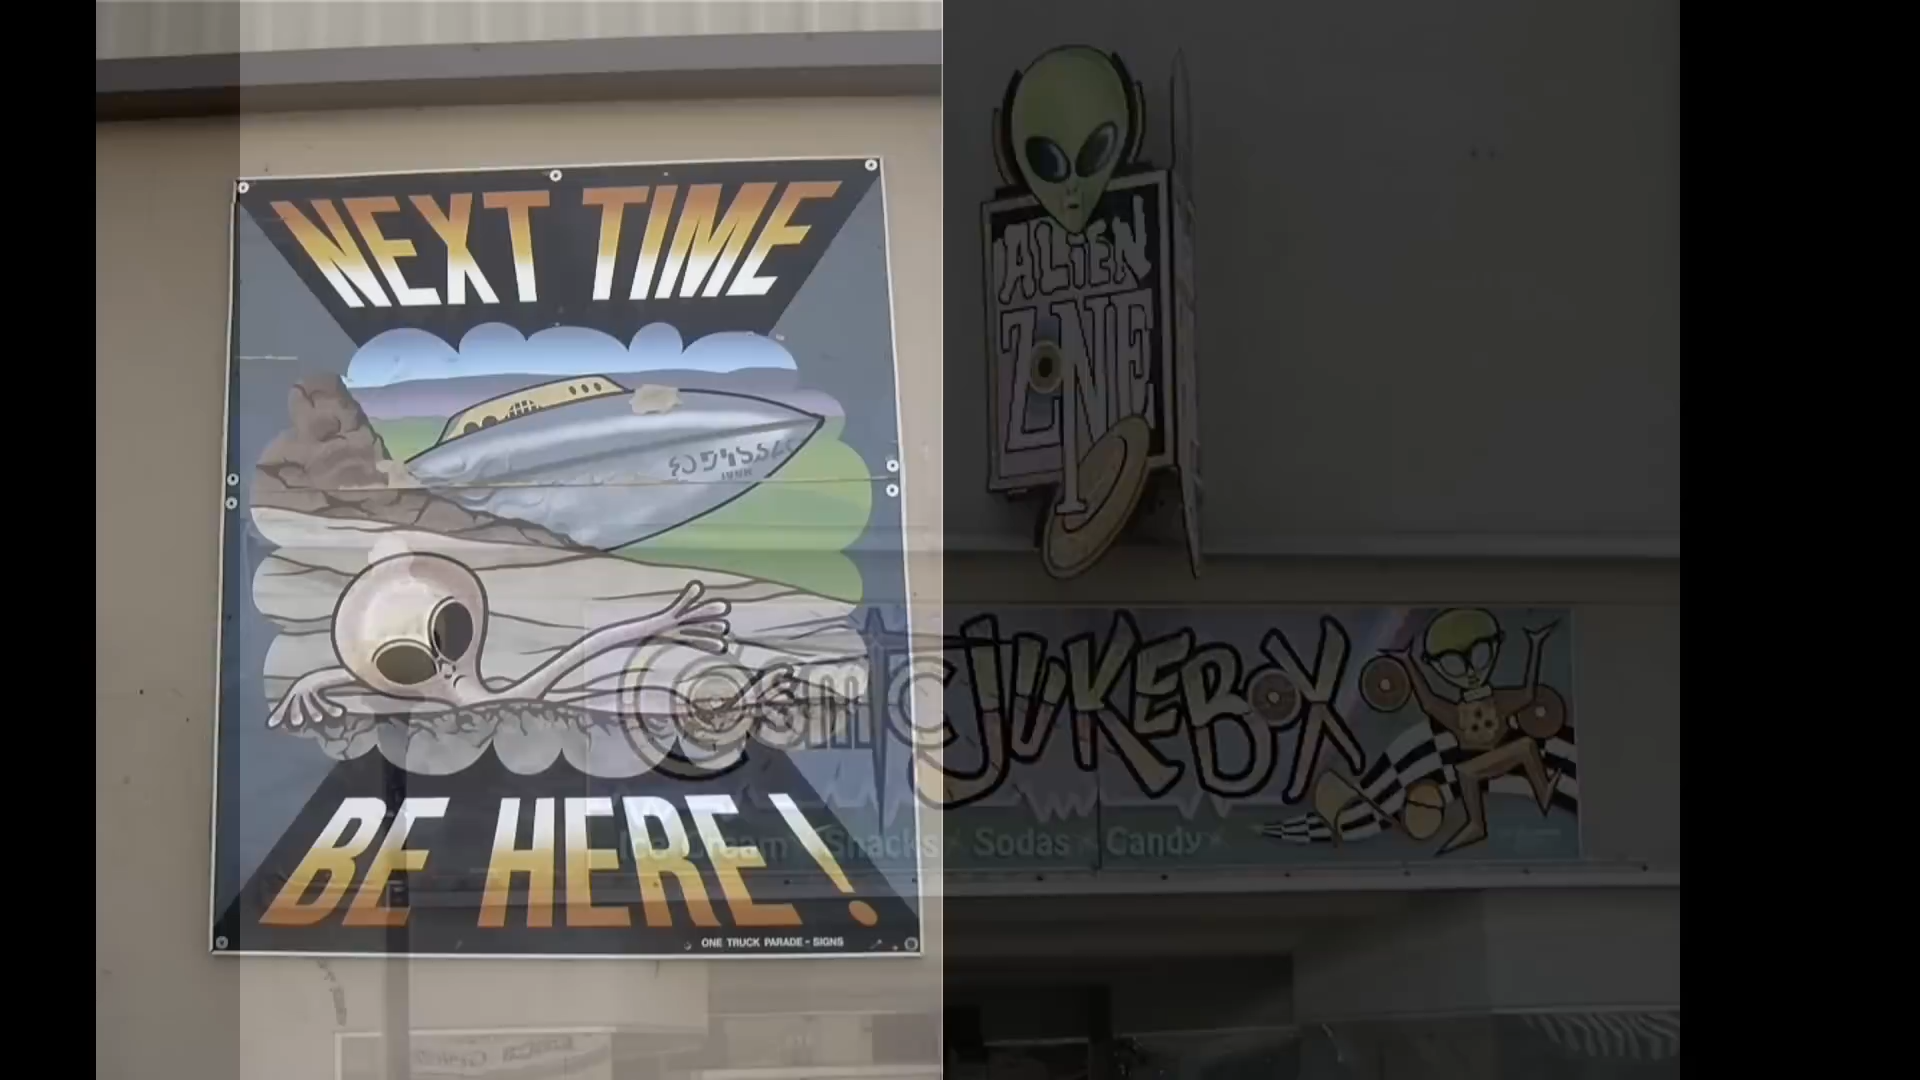 NEXT TIME
BE HERE!
ONE TRUCK PARADE - SIGNS
ALIEN
ZONE
Cosmic JUKEBOX
Ice Cream * Snacks * Sodas * Candy *